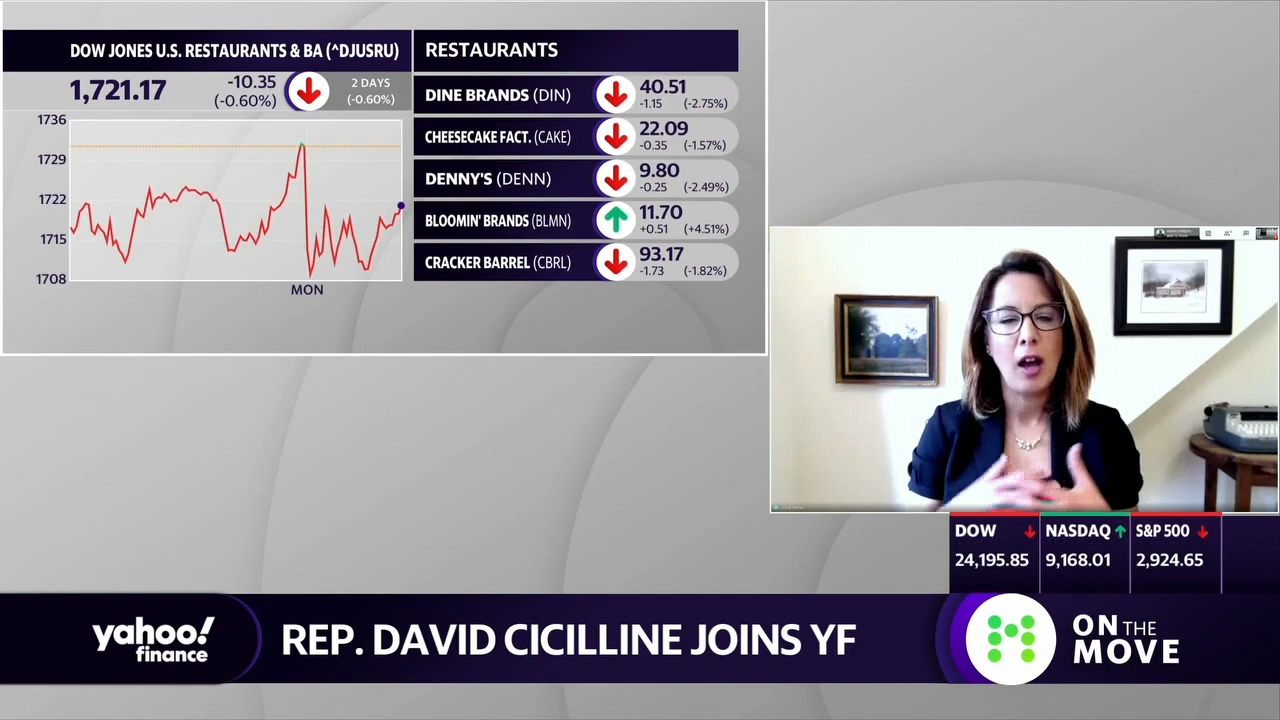 DOW JONES U.S. RESTAURANTS & BA (^DJUSRU)
1,721.17
-10.35
(-0.60%)
2 DAYS
(-0.60%)
1736
1729
1722
1715
1708
MON
RESTAURANTS
DINE BRANDS (DIN) 40.51
-1.15 (-2.75%)
CHEESECAKE FACT. (CAKE) 22.09
-0.35 (-1.57%)
DENNY'S (DENN) 9.80
-0.25 (-2.49%)
BLOOMIN' BRANDS (BLMN) 11.70
+0.51 (+4.51%)
CRACKER BARREL (CBRL) 93.17
-1.73 (-1.82%)
DOW NASDAQ S&P 500
24,195.85 9,168.01 2,924.65
yahoo!
finance
REP. DAVID CICILLINE JOINS YF
ON THE
MOVE